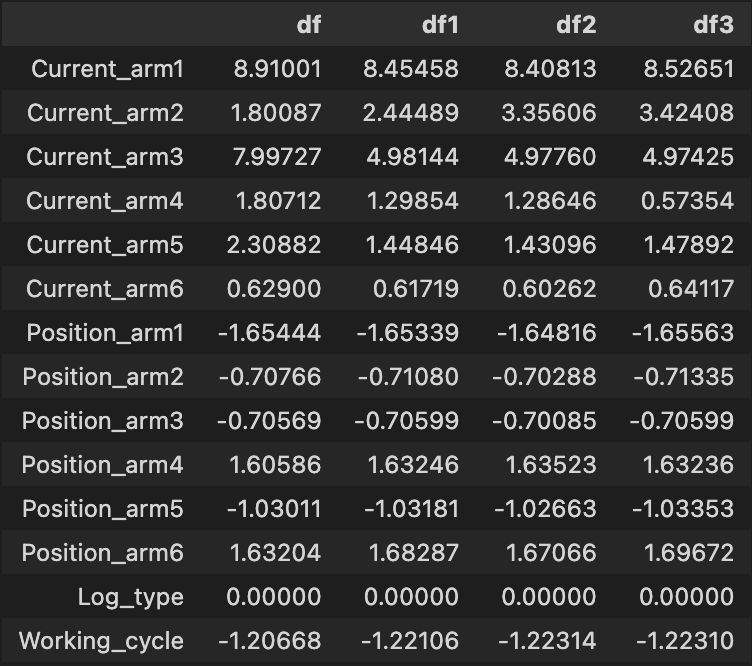 df df1 df2 df3
Current_arm1 8.91001 8.45458 8.40813 8.52651
Current_arm2 1.80087 2.44489 3.35606 3.42408
Current_arm3 7.99727 4.98144 4.97760 4.97425
Current_arm4 1.80712 1.29854 1.28646 0.57354
Current_arm5 2.30882 1.44846 1.43096 1.47892
Current_arm6 0.62900 0.61719 0.60262 0.64117
Position_arm1 -1.65444 -1.65339 -1.64816 -1.65563
Position_arm2 -0.70766 -0.71080 -0.70288 -0.71335
Position_arm3 -0.70569 -0.70599 -0.70085 -0.70599
Position_arm4 1.60586 1.63246 1.63523 1.63236
Position_arm5 -1.03011 -1.03181 -1.02663 -1.03353
Position_arm6 1.63204 1.68287 1.67066 1.69672
Log_type 0.00000 0.00000 0.00000 0.00000
Working_cycle -1.20668 -1.22106 -1.22314 -1.22310